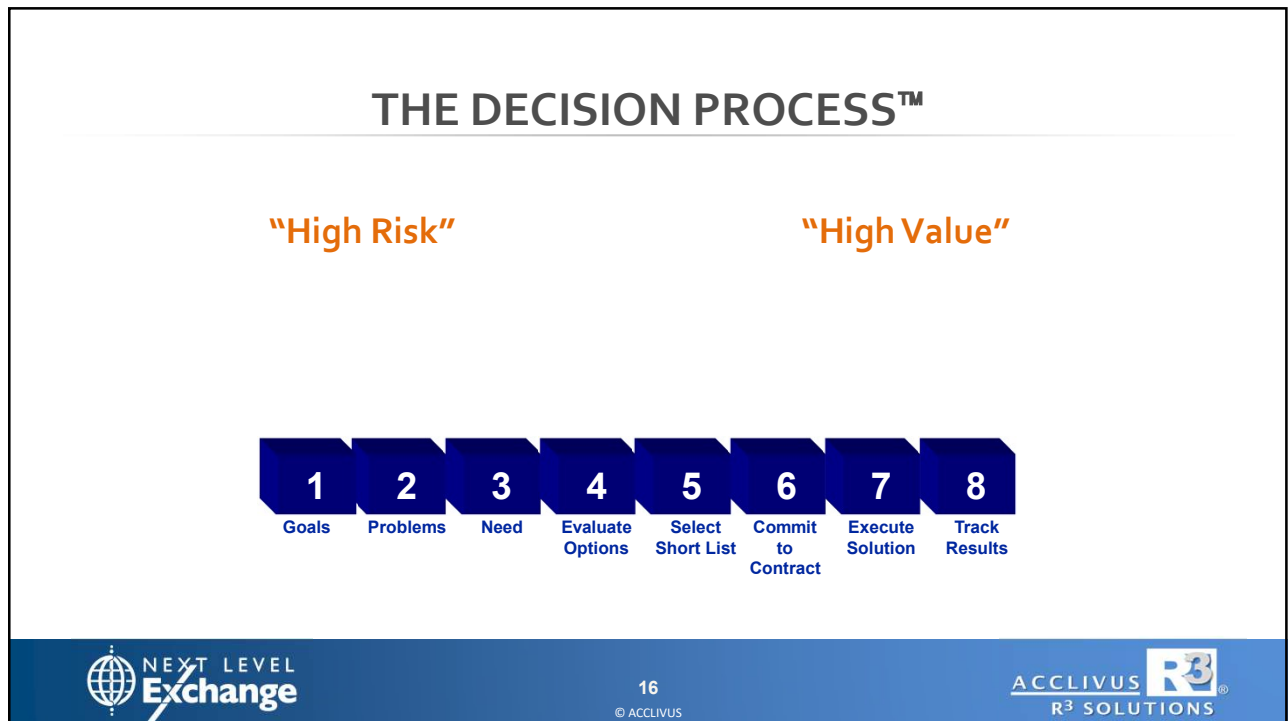 THE DECISION PROCESS™
“High Risk” “High Value”
1 2 3 4 5 6 7 8
Goals Problems Need Evaluate Options Select Short List Commit to Contract Execute Solution Track Results
NEXT LEVEL
Exchange
16
© ACCLIVUS
ACCLIVUS R3®
R³ SOLUTIONS